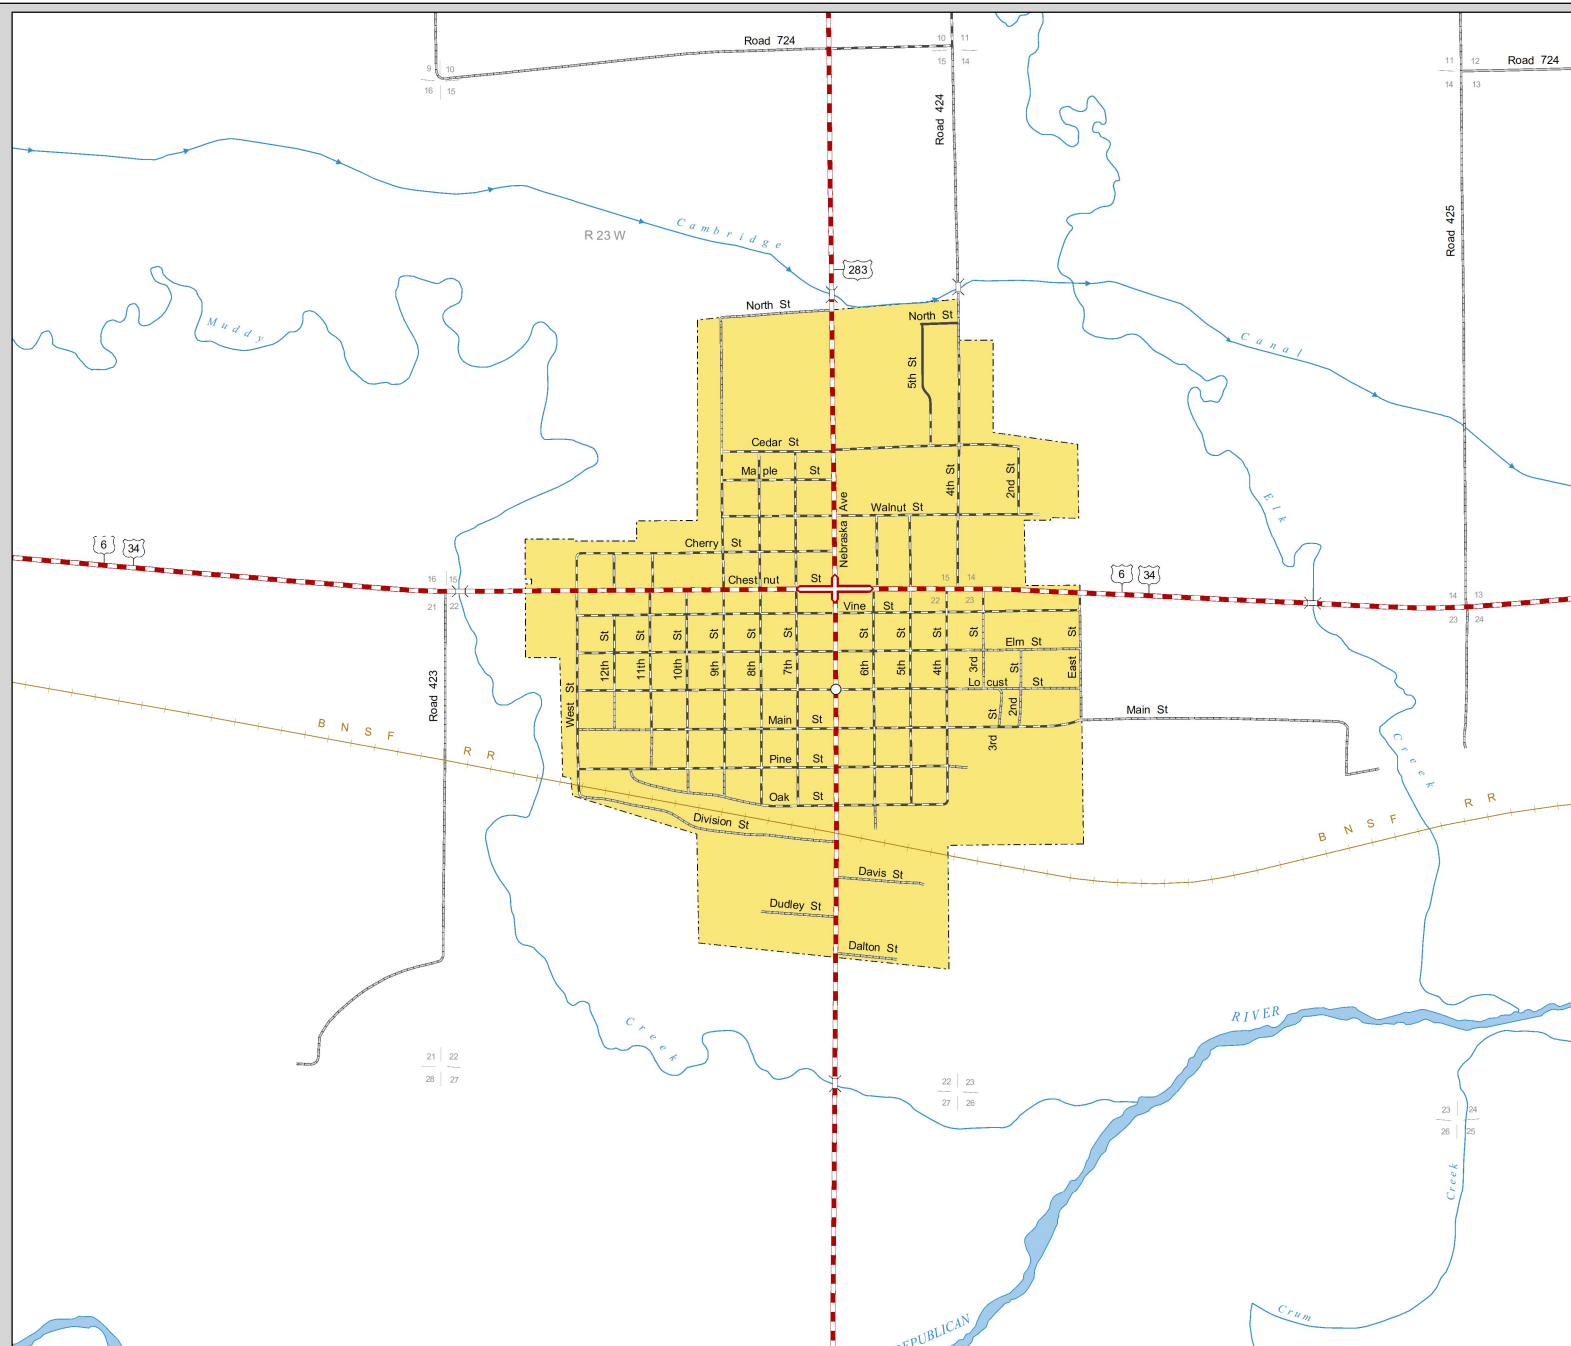 Road 724
10 11
15 14
9 10
16 15
11 12
14 13
Road 724
Road 424
Road 425
R 23 W
Cambridge
283
Muddy
North St
North St
5th St
Canal
Cedar St
Maple St
4th St
2nd St
Nebraska Ave
Walnut St
Elk
Cherry St
6 34
16 15
21 22
Chestnut St
15 14
22 23
6 34
14 13
23 24
Vine St
12th St
11th St
10th St
9th St
8th St
7th St
6th St
5th St
4th St
3rd St
Elm St
2nd St
East St
Locust St
West St
Road 423
3rd St
Main St
Main St
BNSF RR
Creek
Pine St
Oak St
Division St
BNSF RR
Davis St
Dudley St
Dalton St
Creek
RIVER
21 22
28 27
22 23
27 26
23 24
26 25
Creek
Crum